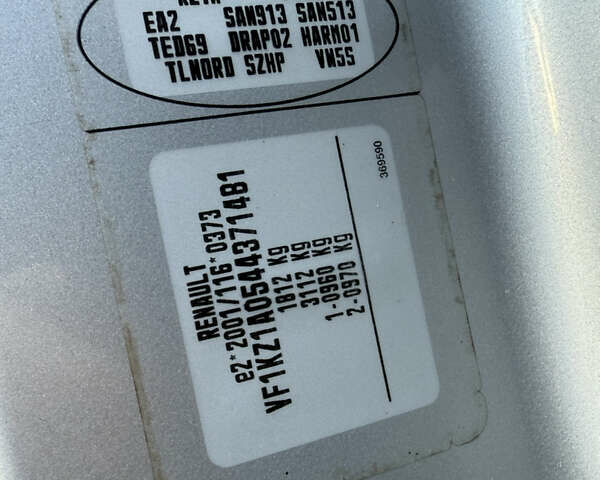 EA2 SAN913 SAN513
TED69 DRAP02 HARM01
TLNORD SZHP VN55
369590
RENAULT
e2*2001/116*0373
VF1KZ1A0544371481
1812 Kg
3112 Kg
1-0960 Kg
2-0970 Kg